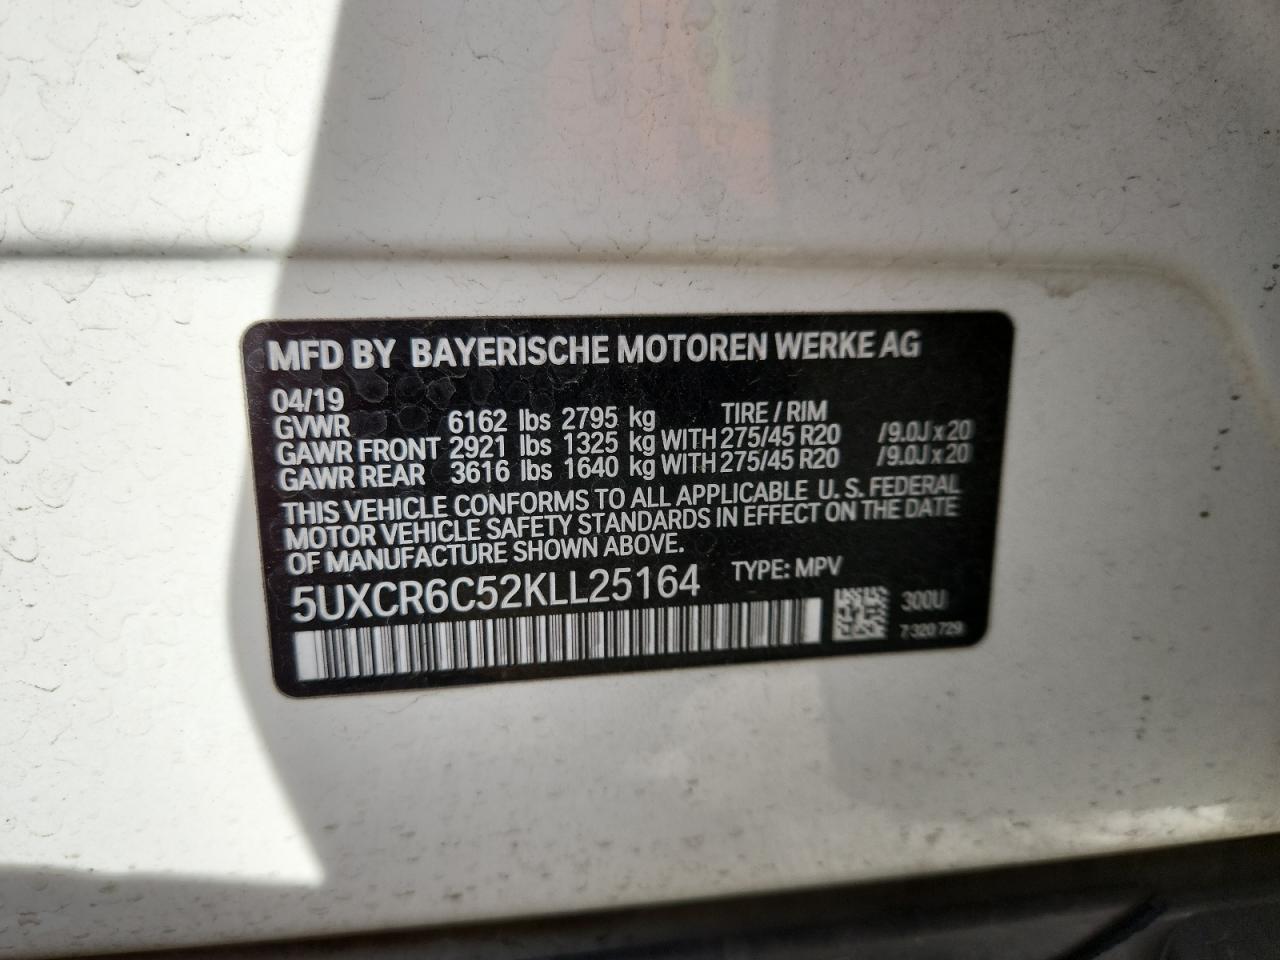 MFD BY BAYERISCHE MOTOREN WERKE AG
04/19
GVWR 6162 lbs 2795 kg TIRE / RIM
GAWR FRONT 2921 lbs 1325 kg WITH 275/45 R20 /9.0J x 20
GAWR REAR 3616 lbs 1640 kg WITH 275/45 R20 /9.0J x 20
THIS VEHICLE CONFORMS TO ALL APPLICABLE U. S. FEDERAL
MOTOR VEHICLE SAFETY STANDARDS IN EFFECT ON THE DATE
OF MANUFACTURE SHOWN ABOVE.
5UXCR6C52KLL25164 TYPE: MPV
300U
7 320 729